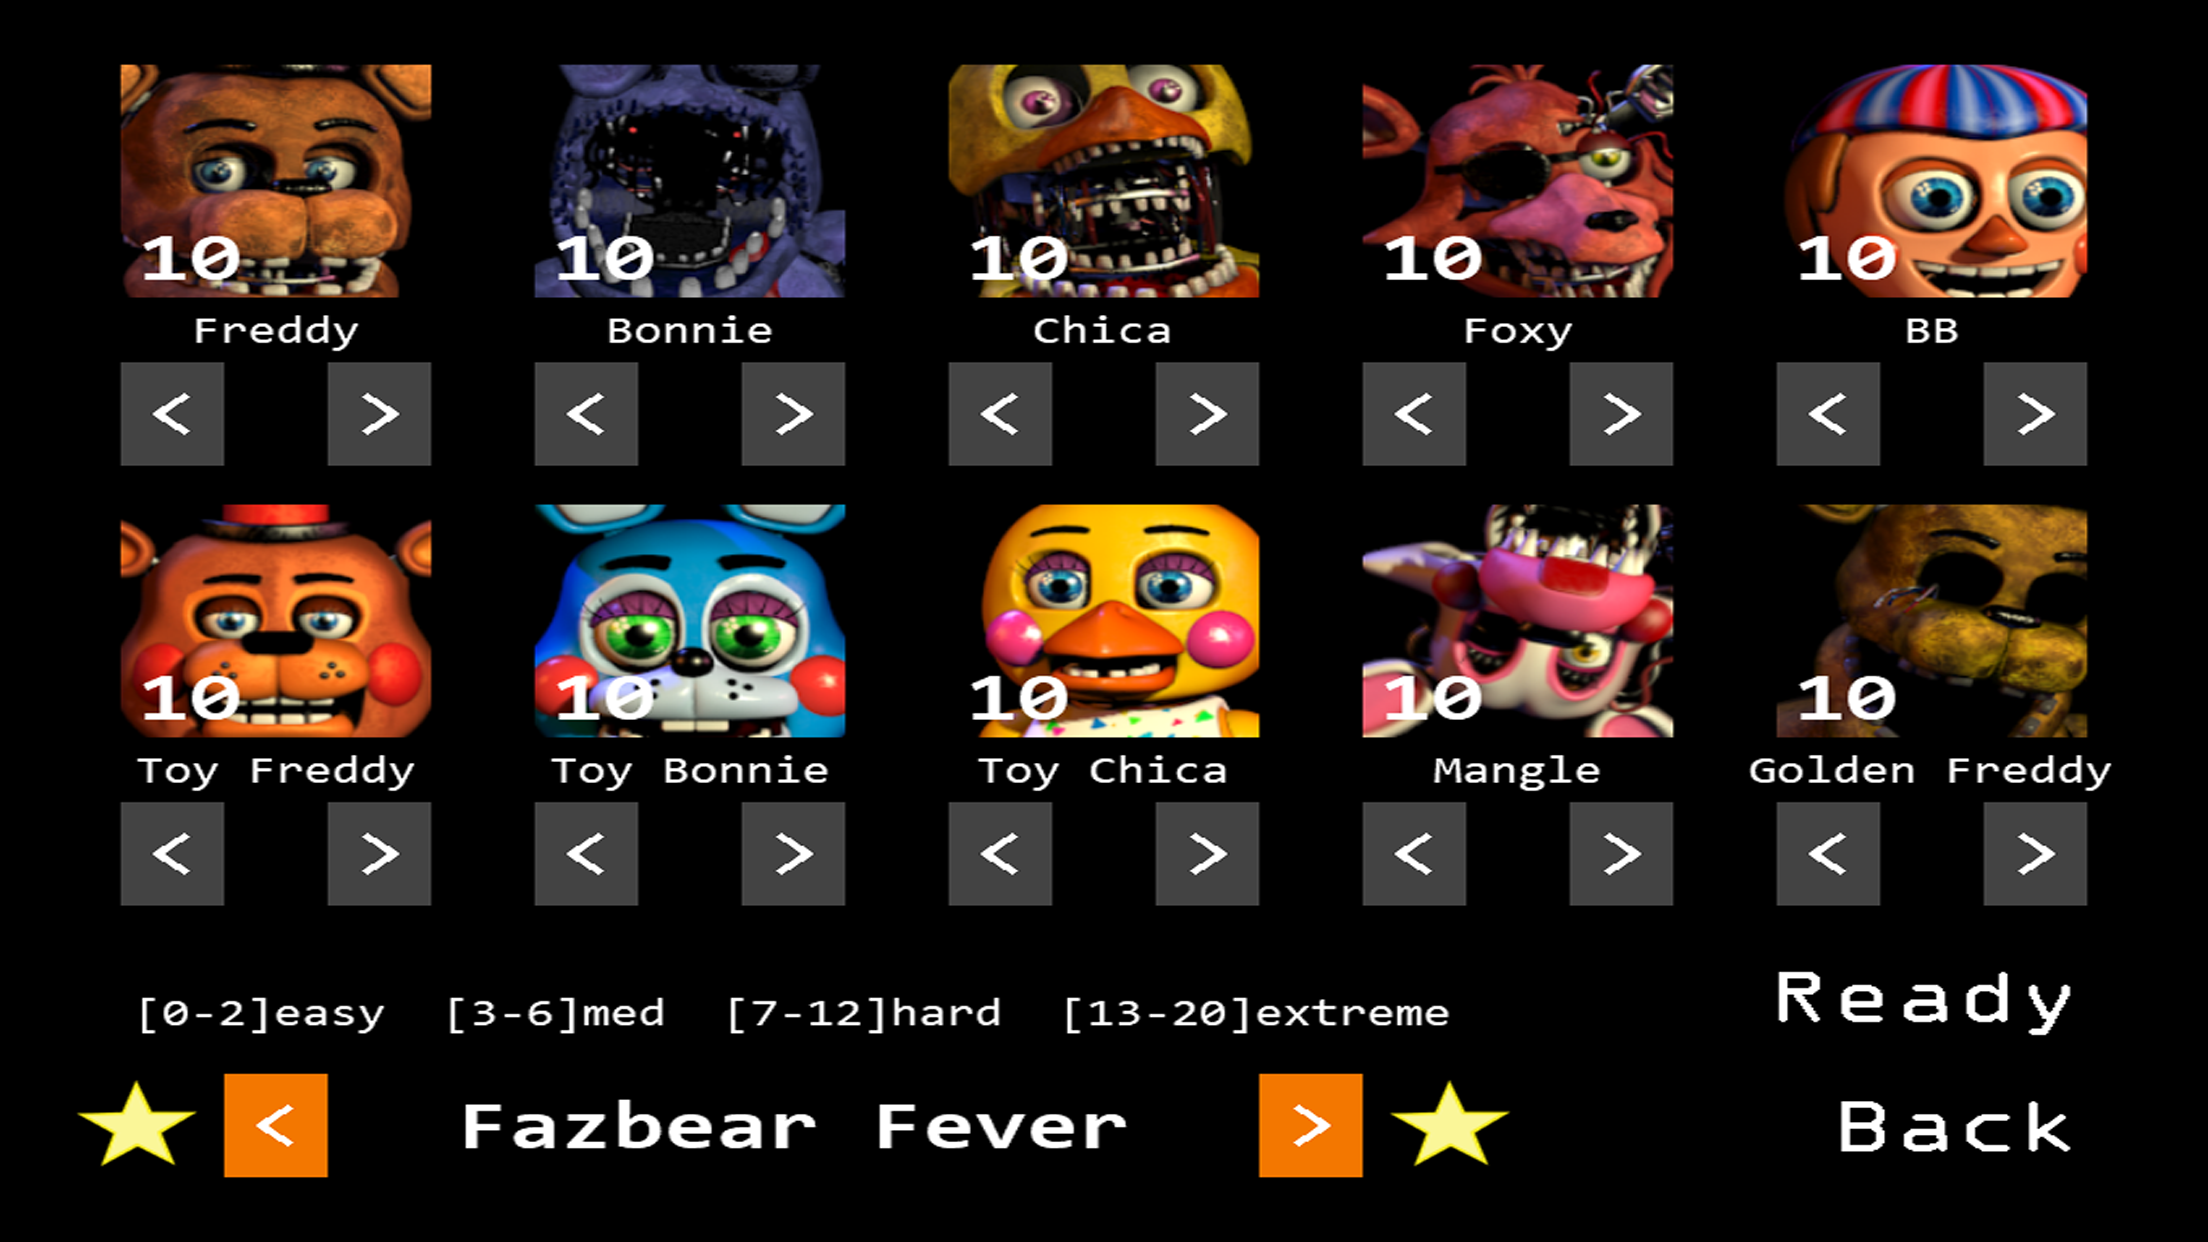 10 10 10 10 10
Freddy Bonnie Chica Foxy BB
< > < > < > < > < >
10 10 10 10 10
Toy Freddy Toy Bonnie Toy Chica Mangle Golden Freddy
< > < > < > < > < >
[0-2]easy [3-6]med [7-12]hard [13-20]extreme
Ready
< Fazbear Fever >
Back